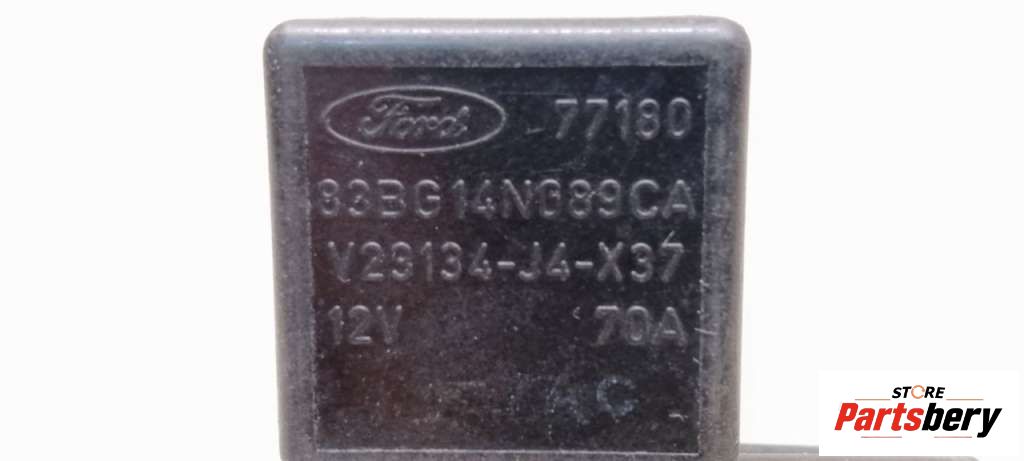 Ford 77180
83BG14N089CA
V23134-J4-X37
12V 70A
STORE
Partsbery